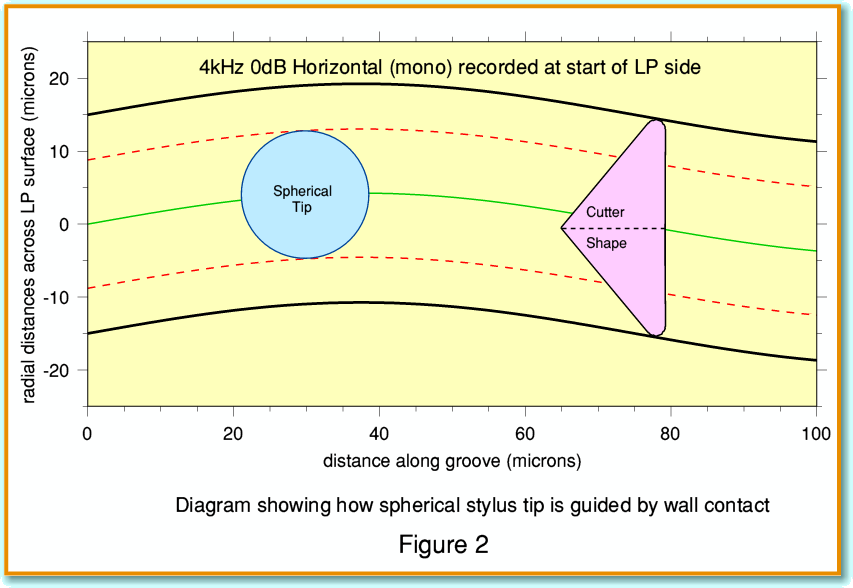 4kHz 0dB Horizontal (mono) recorded at start of LP side
radial distances across LP surface (microns)
20
10
0
-10
-20
Spherical
Tip
Cutter
Shape
0
20
40
60
80
100
distance along groove (microns)
Diagram showing how spherical stylus tip is guided by wall contact
Figure 2